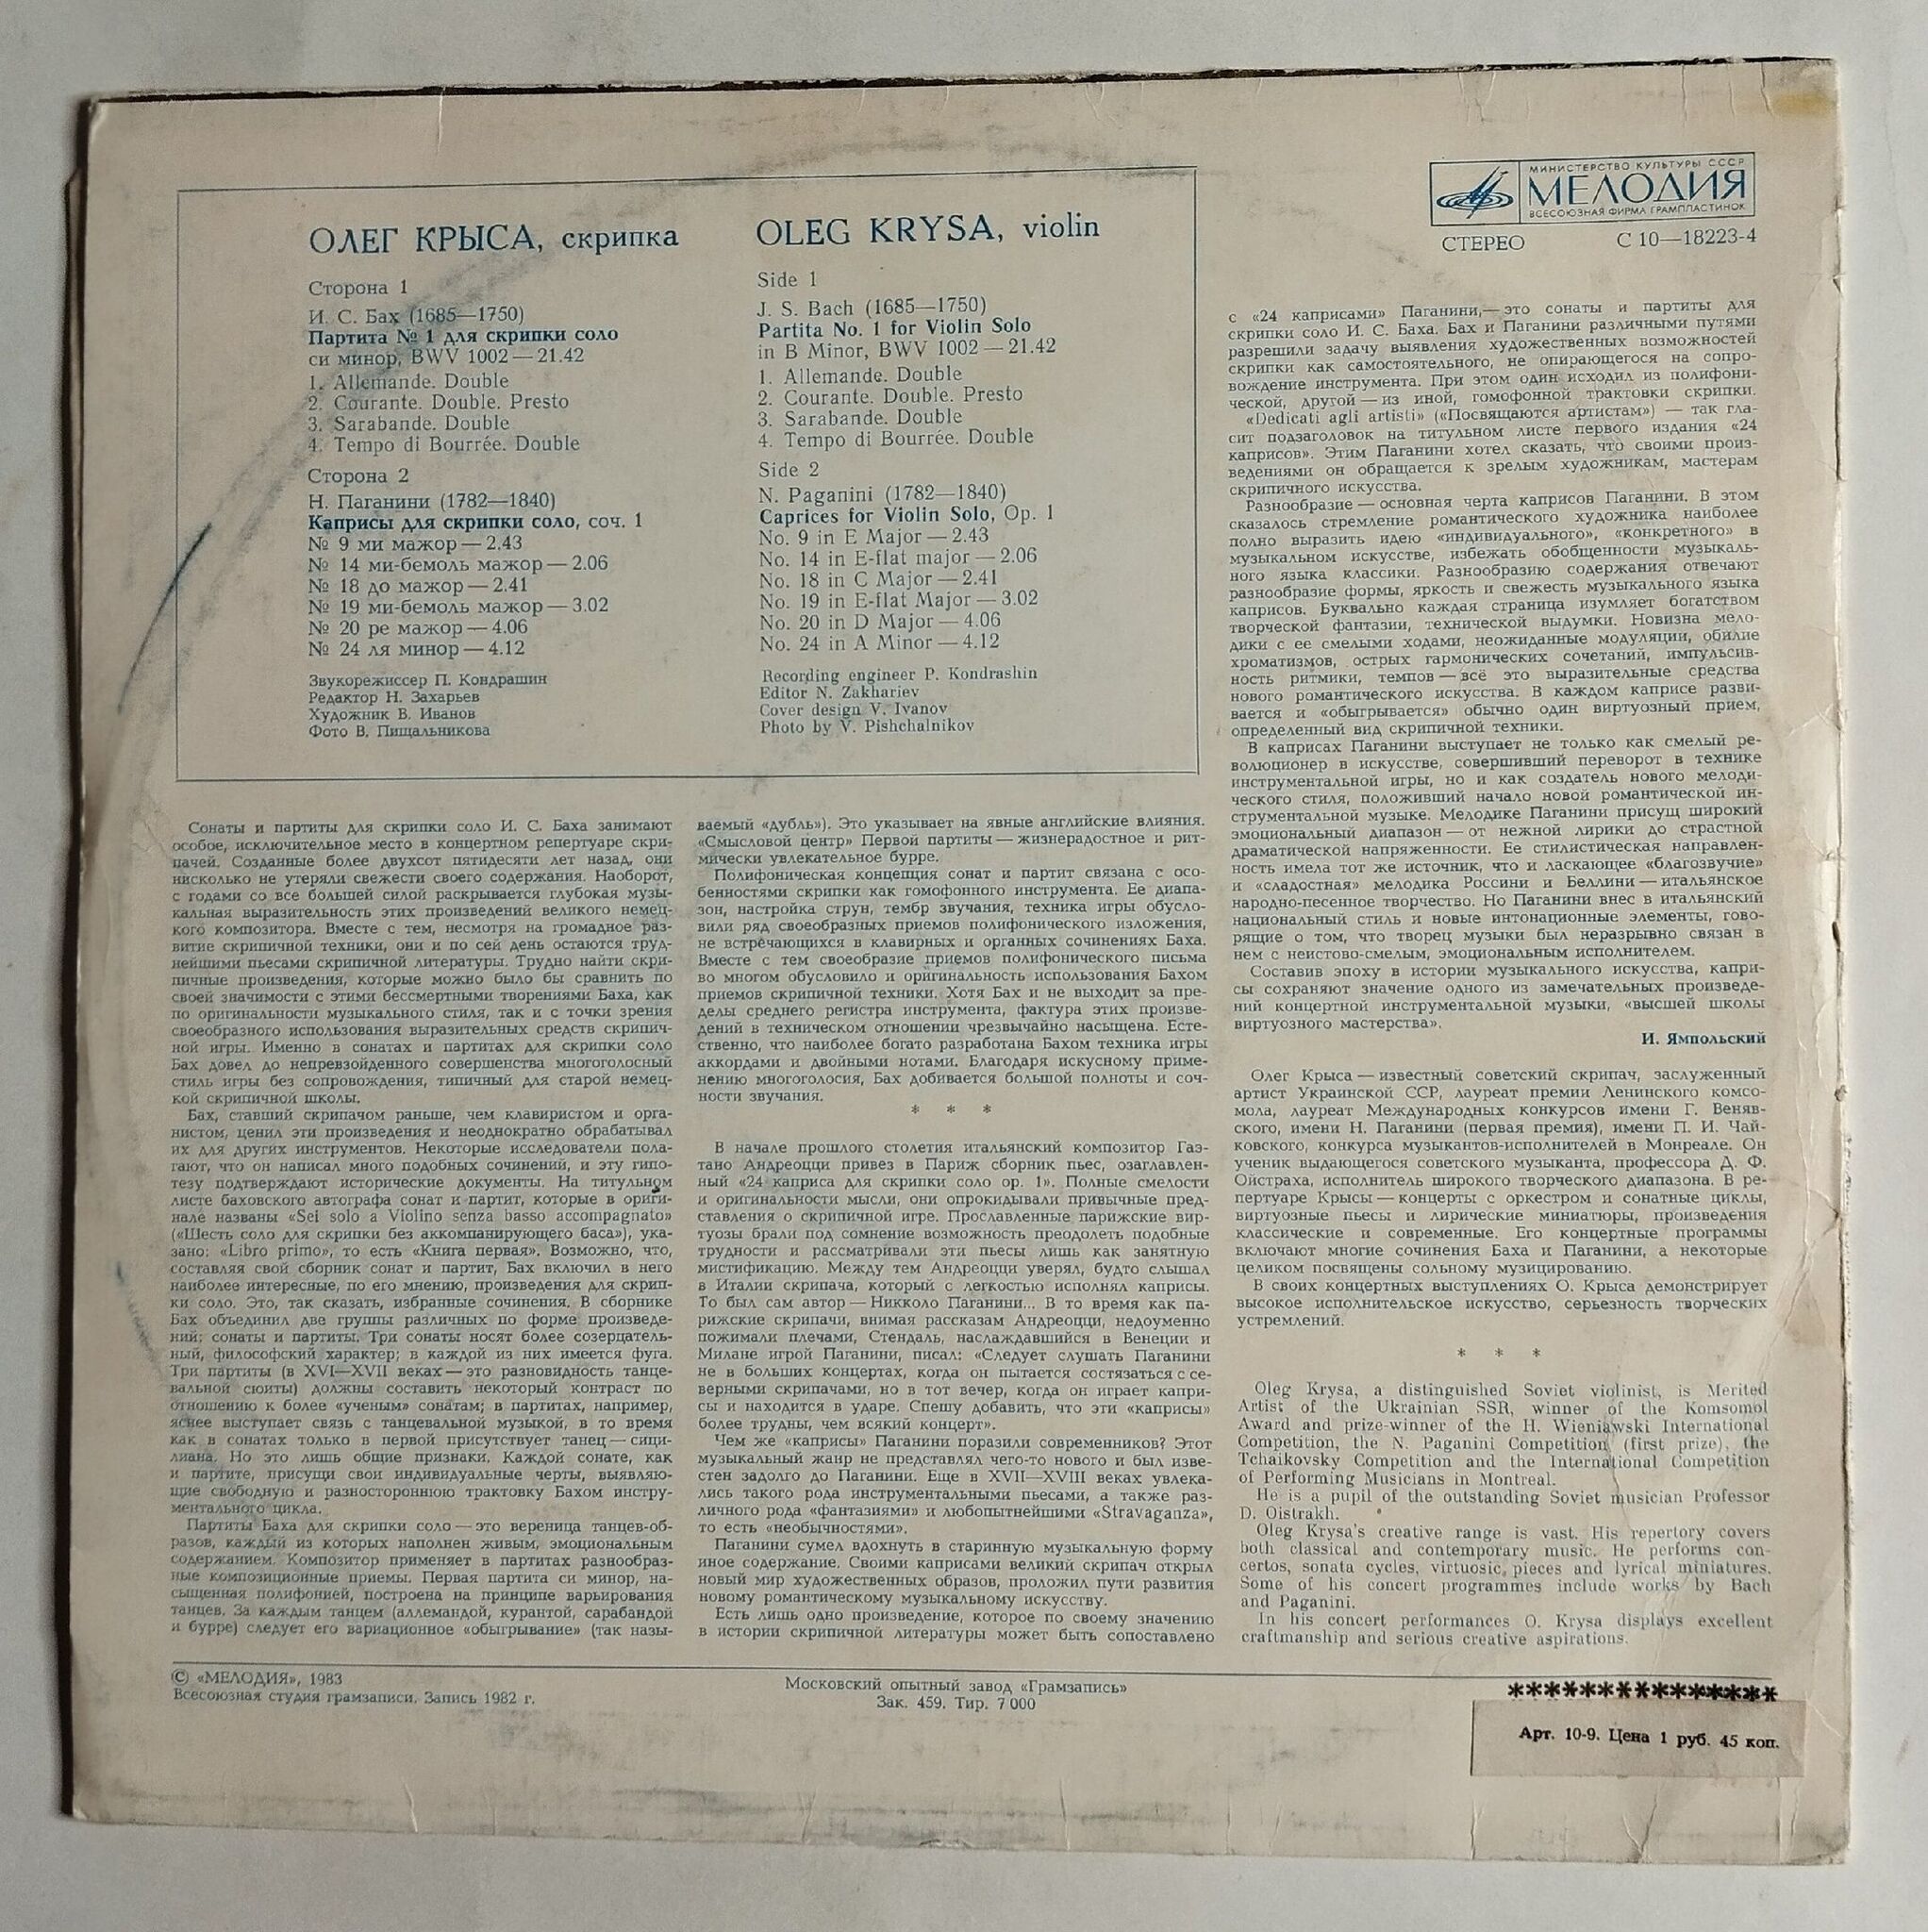 МИНИСТЕРСТВО КУЛЬТУРЫ СССР
МЕЛОДИЯ
ВСЕСОЮЗНАЯ ФИРМА ГРАМПЛАСТИНОК
СТЕРЕО С 10—18223-4
ОЛЕГ КРЫСА, скрипка
Сторона 1
И. С. Бах (1685—1750)
Партита № 1 для скрипки соло
си минор, BWV 1002 — 21.42
1. Allemande. Double
2. Courante. Double. Presto
3. Sarabande. Double
4. Tempo di Bourrée. Double
Сторона 2
Н. Паганини (1782—1840)
Каприсы для скрипки соло, соч. 1
№ 9 ми мажор — 2.43
№ 14 ми-бемоль мажор — 2.06
№ 18 до мажор — 2.41
№ 19 ми-бемоль мажор — 3.02
№ 20 ре мажор — 4.06
№ 24 ля минор — 4.12
Звукорежиссер П. Кондрашин
Редактор Н. Захарьев
Художник В. Иванов
Фото В. Пищальникова
OLEG KRYSA, violin
Side 1
J. S. Bach (1685—1750)
Partita No. 1 for Violin Solo
in B Minor, BWV 1002 — 21.42
1. Allemande. Double
2. Courante. Double. Presto
3. Sarabande. Double
4. Tempo di Bourrée. Double
Side 2
N. Paganini (1782—1840)
Caprices for Violin Solo, Op. 1
No. 9 in E Major — 2.43
No. 14 in E-flat major — 2.06
No. 18 in C Major — 2.41
No. 19 in E-flat Major — 3.02
No. 20 in D Major — 4.06
No. 24 in A Minor — 4.12
Recording engineer P. Kondrashin
Editor N. Zakhariev
Cover design V. Ivanov
Photo by V. Pishchalnikov
Сонаты и партиты для скрипки соло И. С. Баха занимают
особое, исключительное место в концертном репертуаре скри-
пачей. Созданные более двухсот пятидесяти лет назад, они
нисколько не утеряли свежести своего содержания. Наоборот,
с годами со все большей силой раскрывается глубокая музы-
кальная выразительность этих произведений великого немец-
кого композитора. Вместе с тем, несмотря на громадное раз-
витие скрипичной техники, они и по сей день остаются труд-
нейшими пьесами скрипичной литературы. Трудно найти скри-
пичные произведения, которые можно было бы сравнить по
своей значимости с этими бессмертными творениями Баха, как
по оригинальности музыкального стиля, так и с точки зрения
своеобразного использования выразительных средств скрипич-
ной игры. Именно в сонатах и партитах для скрипки соло
Бах довел до непревзойденного совершенства многоголосный
стиль игры без сопровождения, типичный для старой немец-
кой скрипичной школы.
Бах, ставший скрипачом раньше, чем клавиристом и орга-
нистом, ценил эти произведения и неоднократно обрабатывал
их для других инструментов. Некоторые исследователи пола-
гают, что он написал много подобных сочинений, и эту гипо-
тезу подтверждают исторические документы. На титульном
листе баховского автографа сонат и партит, которые в ориги-
нале названы «Sei solo a Violino senza basso accompagnato»
(«Шесть соло для скрипки без аккомпанирующего баса»), ука-
зано: «Libro primo», то есть «Книга первая». Возможно, что,
составляя свой сборник сонат и партит, Бах включил в него
наиболее интересные, по его мнению, произведения для скрип-
ки соло. Это, так сказать, избранные сочинения. В сборнике
Бах объединил две группы различных по форме произведе-
ний: сонаты и партиты. Три сонаты носят более созерцатель-
ный, философский характер; в каждой из них имеется фуга.
Три партиты (в XVI—XVII веках — это разновидность танце-
вальной сюиты) должны составить некоторый контраст по
отношению к более «ученым» сонатам; в партитах, например,
яснее выступает связь с танцевальной музыкой, в то время
как в сонатах только в первой присутствует танец — сици-
лиана. Но это лишь общие признаки. Каждой сонате, как
и партите, присущи свои индивидуальные черты, выявляю-
щие свободную и разностороннюю трактовку Бахом инстру-
ментального цикла.
Партиты Баха для скрипки соло — это вереница танцев-об-
разов, каждый из которых наполнен живым, эмоциональным
содержанием. Композитор применяет в партитах разнообраз-
ные композиционные приемы. Первая партита си минор, на-
сыщенная полифонией, построена на принципе варьирования
танцев. За каждым танцем (аллемандой, курантой, сарабандой
и бурре) следует его вариационное «обыгрывание» (так назы-
ваемый «дубль»). Это указывает на явные английские влияния.
«Смысловой центр» Первой партиты — жизнерадостное и рит-
мически увлекательное бурре.
Полифоническая концепция сонат и партит связана с осо-
бенностями скрипки как гомофонного инструмента. Ее диапа-
зон, настройка струн, тембр звучания, техника игры обусло-
вили ряд своеобразных приемов полифонического изложения,
не встречающихся в клавирных и органных сочинениях Баха.
Вместе с тем своеобразие приемов полифонического письма
во многом обусловило и оригинальность использования Бахом
приемов скрипичной техники. Хотя Бах и не выходит за пре-
делы среднего регистра инструмента, фактура этих произве-
дений в техническом отношении чрезвычайно насыщена. Есте-
ственно, что наиболее богато разработана Бахом техника игры
аккордами и двойными нотами. Благодаря искусному приме-
нению многоголосия, Бах добивается большой полноты и соч-
ности звучания.
* * *
В начале прошлого столетия итальянский композитор Гаэ-
тано Андреоцци привез в Париж сборник пьес, озаглавлен-
ный «24 каприса для скрипки соло op. 1». Полные смелости
и оригинальности мысли, они опрокидывали привычные пред-
ставления о скрипичной игре. Прославленные парижские вир-
туозы брали под сомнение возможность преодолеть подобные
трудности и рассматривали эти пьесы лишь как занятную
мистификацию. Между тем Андреоцци уверял, будто слышал
в Италии скрипача, который с легкостью исполнял каприсы.
То был сам автор — Никколо Паганини... В то время как па-
рижские скрипачи, внимая рассказам Андреоцци, недоуменно
пожимали плечами, Стендаль, наслаждавшийся в Венеции и
Милане игрой Паганини, писал: «Следует слушать Паганини
не в больших концертах, когда он пытается состязаться с се-
верными скрипачами, но в тот вечер, когда он играет капри-
сы и находится в ударе. Спешу добавить, что эти «каприсы»
более трудны, чем всякий концерт».
Чем же «каприсы» Паганини поразили современников? Этот
музыкальный жанр не представлял чего-то нового и был изве-
стен задолго до Паганини. Еще в XVII—XVIII веках увлека-
лись такого рода инструментальными пьесами, а также раз-
личного рода «фантазиями» и любопытнейшими «Stravaganza»,
то есть «необычностями».
Паганини сумел вдохнуть в старинную музыкальную форму
иное содержание. Своими каприсами великий скрипач открыл
новый мир художественных образов, проложил пути развития
новому романтическому музыкальному искусству.
Есть лишь одно произведение, которое по своему значению
в истории скрипичной литературы может быть сопоставлено
с «24 каприсами» Паганини,— это сонаты и партиты для
скрипки соло И. С. Баха. Бах и Паганини различными путями
разрешили задачу выявления художественных возможностей
скрипки как самостоятельного, не опирающегося на сопро-
вождение инструмента. При этом один исходил из полифони-
ческой, другой — из иной, гомофонной трактовки скрипки.
«Dedicati agli artisti» («Посвящаются артистам») — так гла-
сит подзаголовок на титульном листе первого издания «24
каприсов». Этим Паганини хотел сказать, что своими произ-
ведениями он обращается к зрелым художникам, мастерам
скрипичного искусства.
Разнообразие — основная черта каприсов Паганини. В этом
сказалось стремление романтического художника наиболее
полно выразить идею «индивидуального», «конкретного» в
музыкальном искусстве, избежать обобщенности музыкаль-
ного языка классики. Разнообразию содержания отвечают
разнообразие формы, яркость и свежесть музыкального языка
каприсов. Буквально каждая страница изумляет богатством
творческой фантазии, технической выдумки. Новизна мело-
дики с ее смелыми ходами, неожиданные модуляции, обилие
хроматизмов, острых гармонических сочетаний, импульсив-
ность ритмики, темпов — всё это выразительные средства
нового романтического искусства. В каждом каприсе разви-
вается и «обыгрывается» обычно один виртуозный прием,
определенный вид скрипичной техники.
В каприсах Паганини выступает не только как смелый ре-
волюционер в искусстве, совершивший переворот в технике
инструментальной игры, но и как создатель нового мелоди-
ческого стиля, положивший начало новой романтической ин-
струментальной музыке. Мелодике Паганини присущ широкий
эмоциональный диапазон — от нежной лирики до страстной
драматической напряженности. Ее стилистическая направлен-
ность имела тот же источник, что и ласкающее «благозвучие»
и «сладостная» мелодика Россини и Беллини — итальянское
народно-песенное творчество. Но Паганини внес в итальянский
национальный стиль и новые интонационные элементы, гово-
рящие о том, что творец музыки был неразрывно связан в
нем с неистово-смелым, эмоциональным исполнителем.
Составив эпоху в истории музыкального искусства, капри-
сы сохраняют значение одного из замечательных произведе-
ний концертной инструментальной музыки, «высшей школы
виртуозного мастерства».
И. Ямпольский
Олег Крыса — известный советский скрипач, заслуженный
артист Украинской ССР, лауреат премии Ленинского комсо-
мола, лауреат Международных конкурсов имени Г. Веняв-
ского, имени Н. Паганини (первая премия), имени П. И. Чай-
ковского, конкурса музыкантов-исполнителей в Монреале. Он
ученик выдающегося советского музыканта, профессора Д. Ф.
Ойстраха, исполнитель широкого творческого диапазона. В ре-
пертуаре Крысы — концерты с оркестром и сонатные циклы,
виртуозные пьесы и лирические миниатюры, произведения
классические и современные. Его концертные программы
включают многие сочинения Баха и Паганини, а некоторые
целиком посвящены сольному музицированию.
В своих концертных выступлениях О. Крыса демонстрирует
высокое исполнительское искусство, серьезность творческих
устремлений.
* * *
Oleg Krysa, a distinguished Soviet violinist, is Merited
Artist of the Ukrainian SSR, winner of the Komsomol
Award and prize-winner of the H. Wieniawski International
Competition, the N. Paganini Competition (first prize), the
Tchaikovsky Competition and the International Competition
of Performing Musicians in Montreal.
He is a pupil of the outstanding Soviet musician Professor
D. Oistrakh.
Oleg Krysa's creative range is vast. His repertory covers
both classical and contemporary music. He performs con-
certos, sonata cycles, virtuosic pieces and lyrical miniatures.
Some of his concert programmes include works by Bach
and Paganini.
In his concert performances O. Krysa displays excellent
craftmanship and serious creative aspirations.
© «МЕЛОДИЯ», 1983
Всесоюзная студия грамзаписи. Запись 1982 г.
Московский опытный завод «Грамзапись»
Зак. 459. Тир. 7 000
***************
Арт. 10-9. Цена 1 руб. 45 коп.